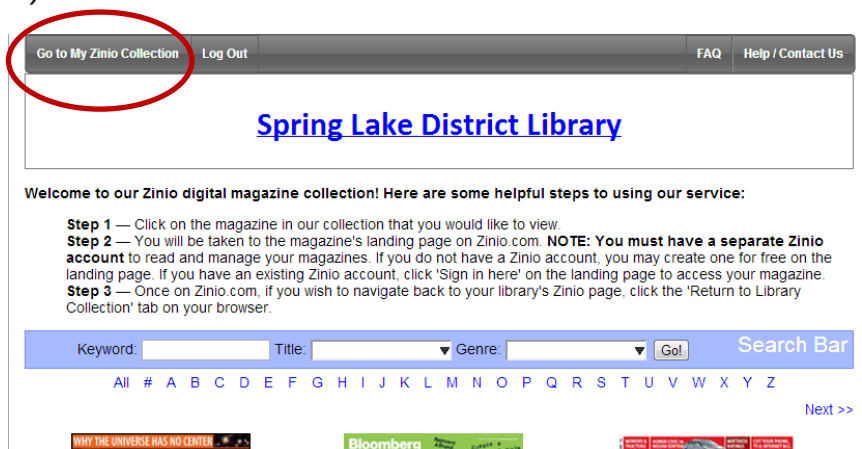 Go to My Zinio Collection Log Out FAQ Help / Contact Us
Spring Lake District Library
Welcome to our Zinio digital magazine collection! Here are some helpful steps to using our service:
Step 1 — Click on the magazine in our collection that you would like to view.
Step 2 — You will be taken to the magazine's landing page on Zinio.com. NOTE: You must have a separate Zinio
account to read and manage your magazines. If you do not have a Zinio account, you may create one for free on the
landing page. If you have an existing Zinio account, click 'Sign in here' on the landing page to access your magazine.
Step 3 — Once on Zinio.com, if you wish to navigate back to your library's Zinio page, click the 'Return to Library
Collection' tab on your browser.
Keyword: Title: Genre: Go! Search Bar
All # A B C D E F G H I J K L M N O P Q R S T U V W X Y Z
Next >>
WHY THE UNIVERSE HAS NO CENTER
Bloomberg